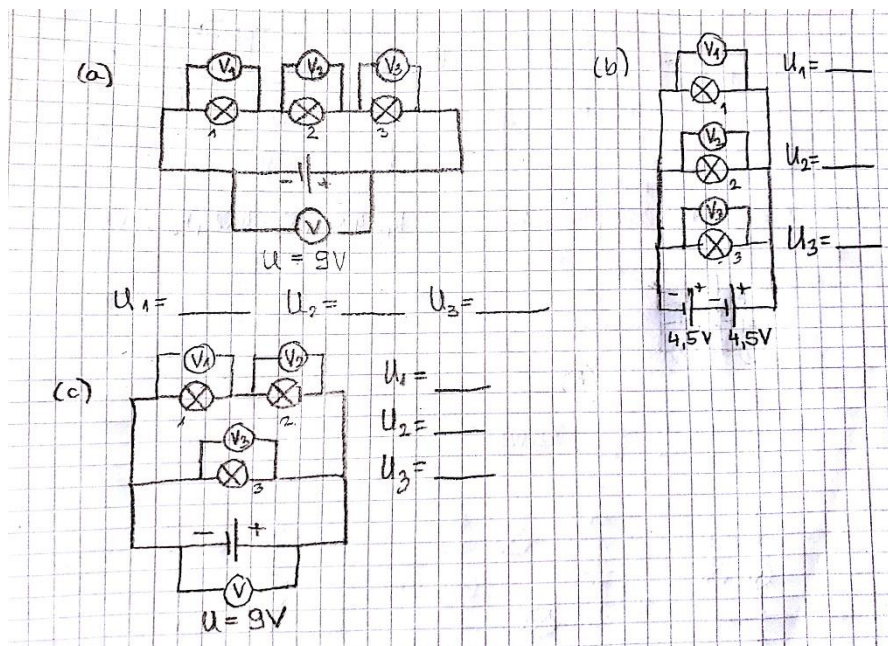 (a)
V1 V2 V3
1 2 3
- +
V
U = 9V
U1 = ____ U2 = ____ U3 = ____
(b)
V1
1
U1 = ____
V2
2
U2 = ____
V3
3
U3 = ____
- + - +
4,5V 4,5V
(c)
V1 V2
1 2
V3
3
- +
V
U = 9V
U1 = ____
U2 = ____
U3 = ____